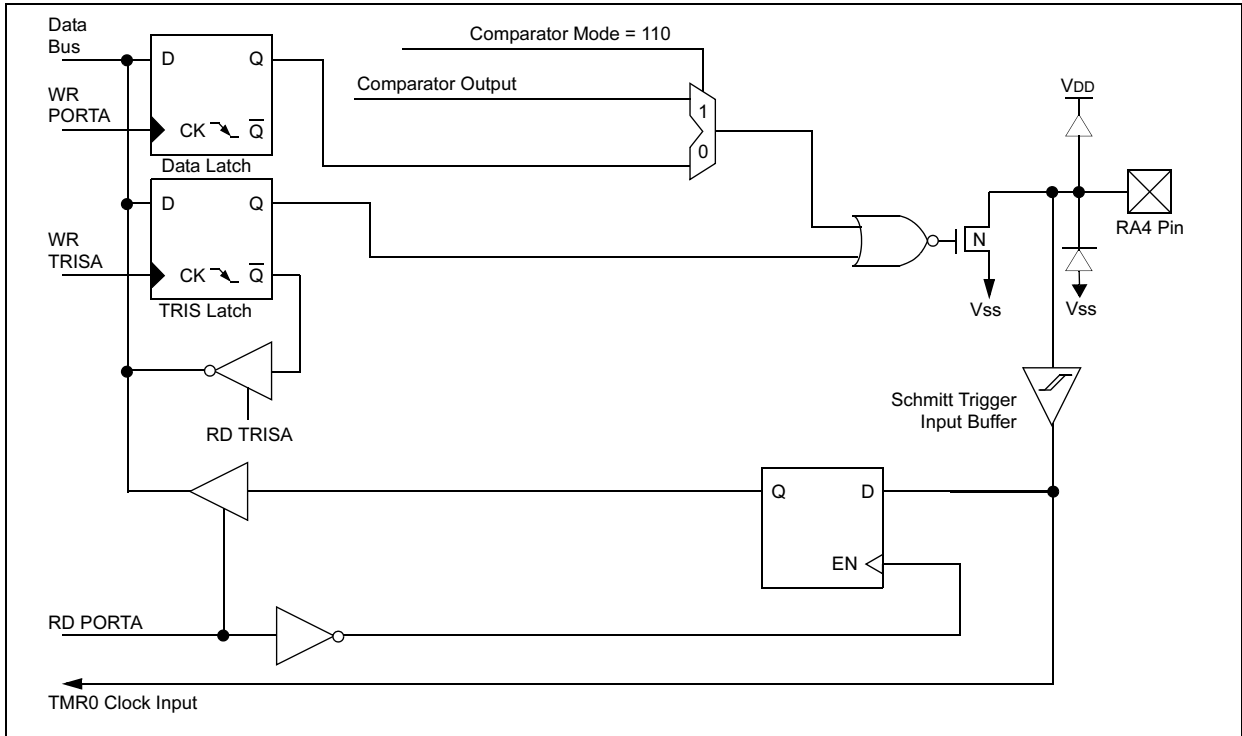 Data
Bus
D
Q
Comparator Mode = 110
Comparator Output
WR
PORTA
CK
Q̅
Data Latch
1
0
VDD
D
Q
WR
TRISA
CK
Q̅
TRIS Latch
N
RA4 Pin
Vss
Vss
RD TRISA
Schmitt Trigger
Input Buffer
Q
D
EN
RD PORTA
TMR0 Clock Input